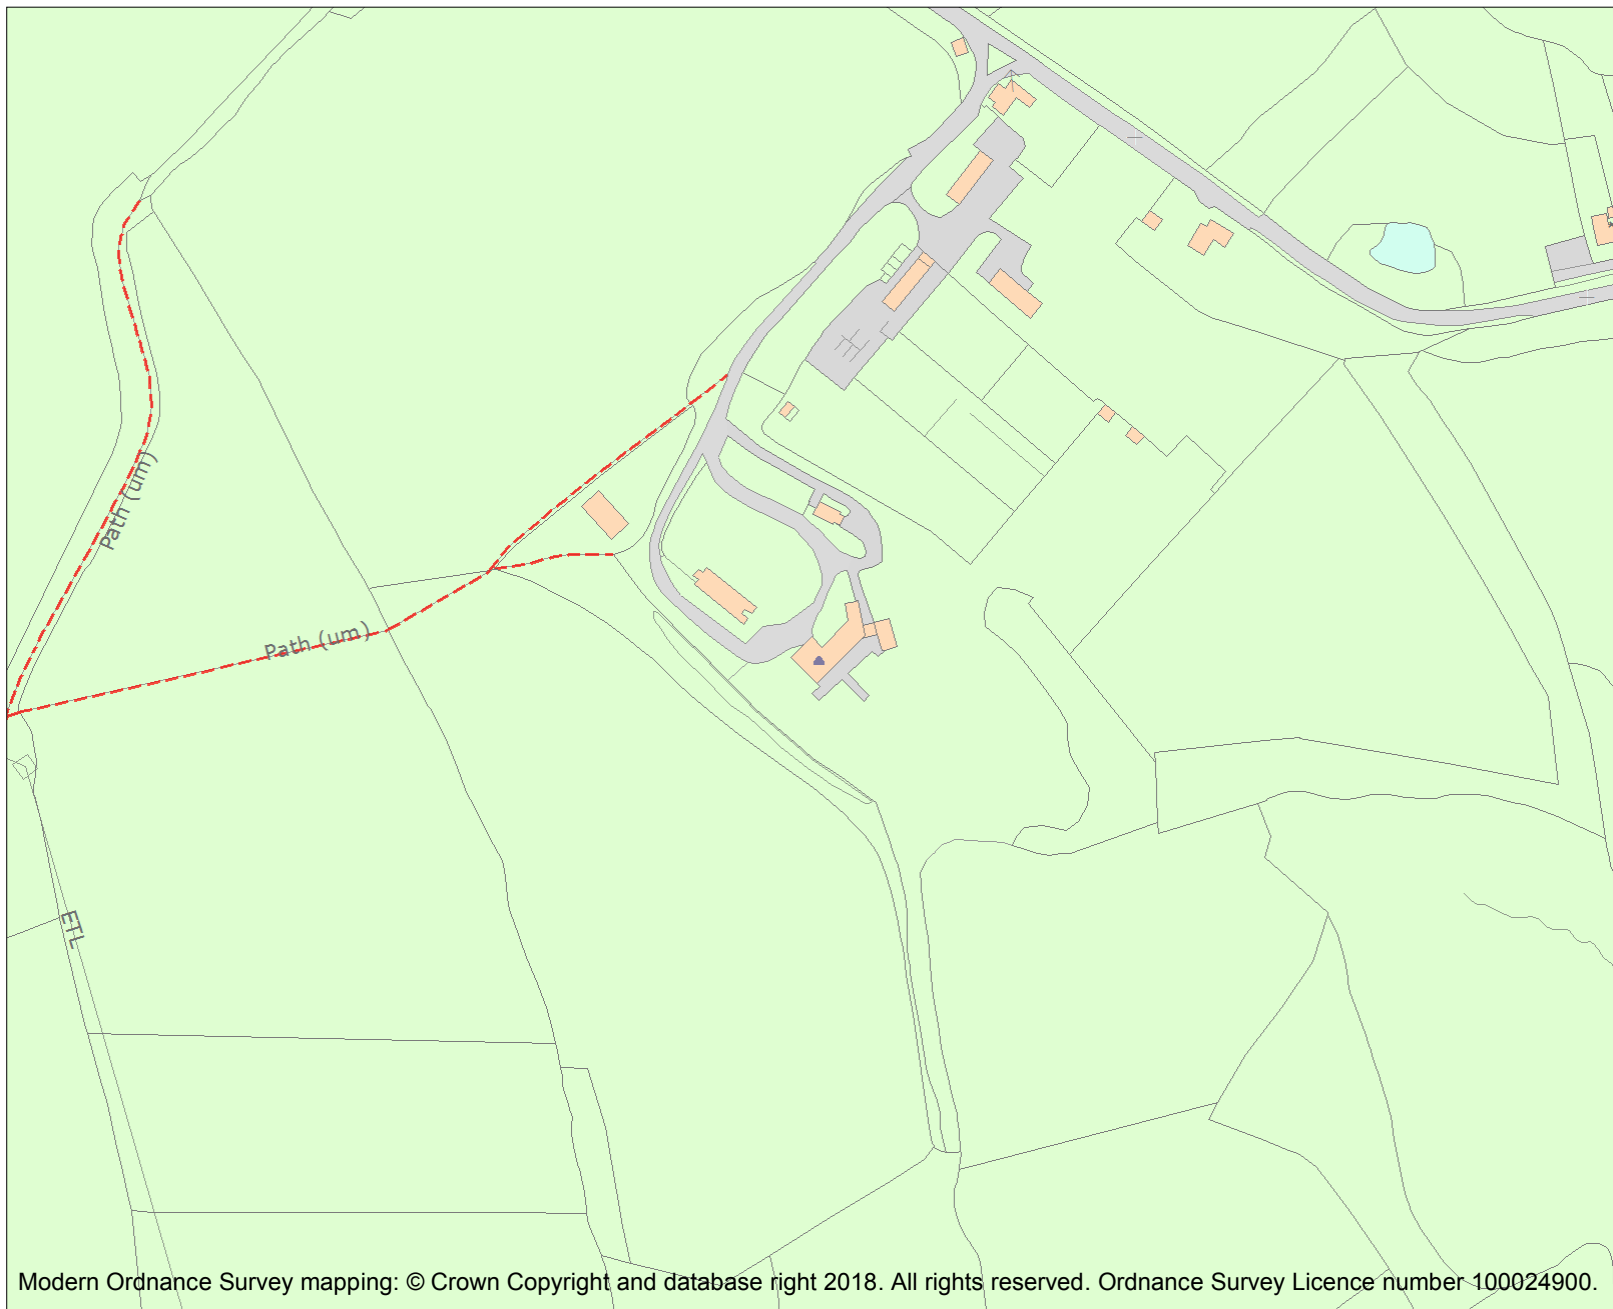 Path (um)
Path (um)
ETL
Modern Ordnance Survey mapping: © Crown Copyright and database right 2018. All rights reserved. Ordnance Survey Licence number 100024900.